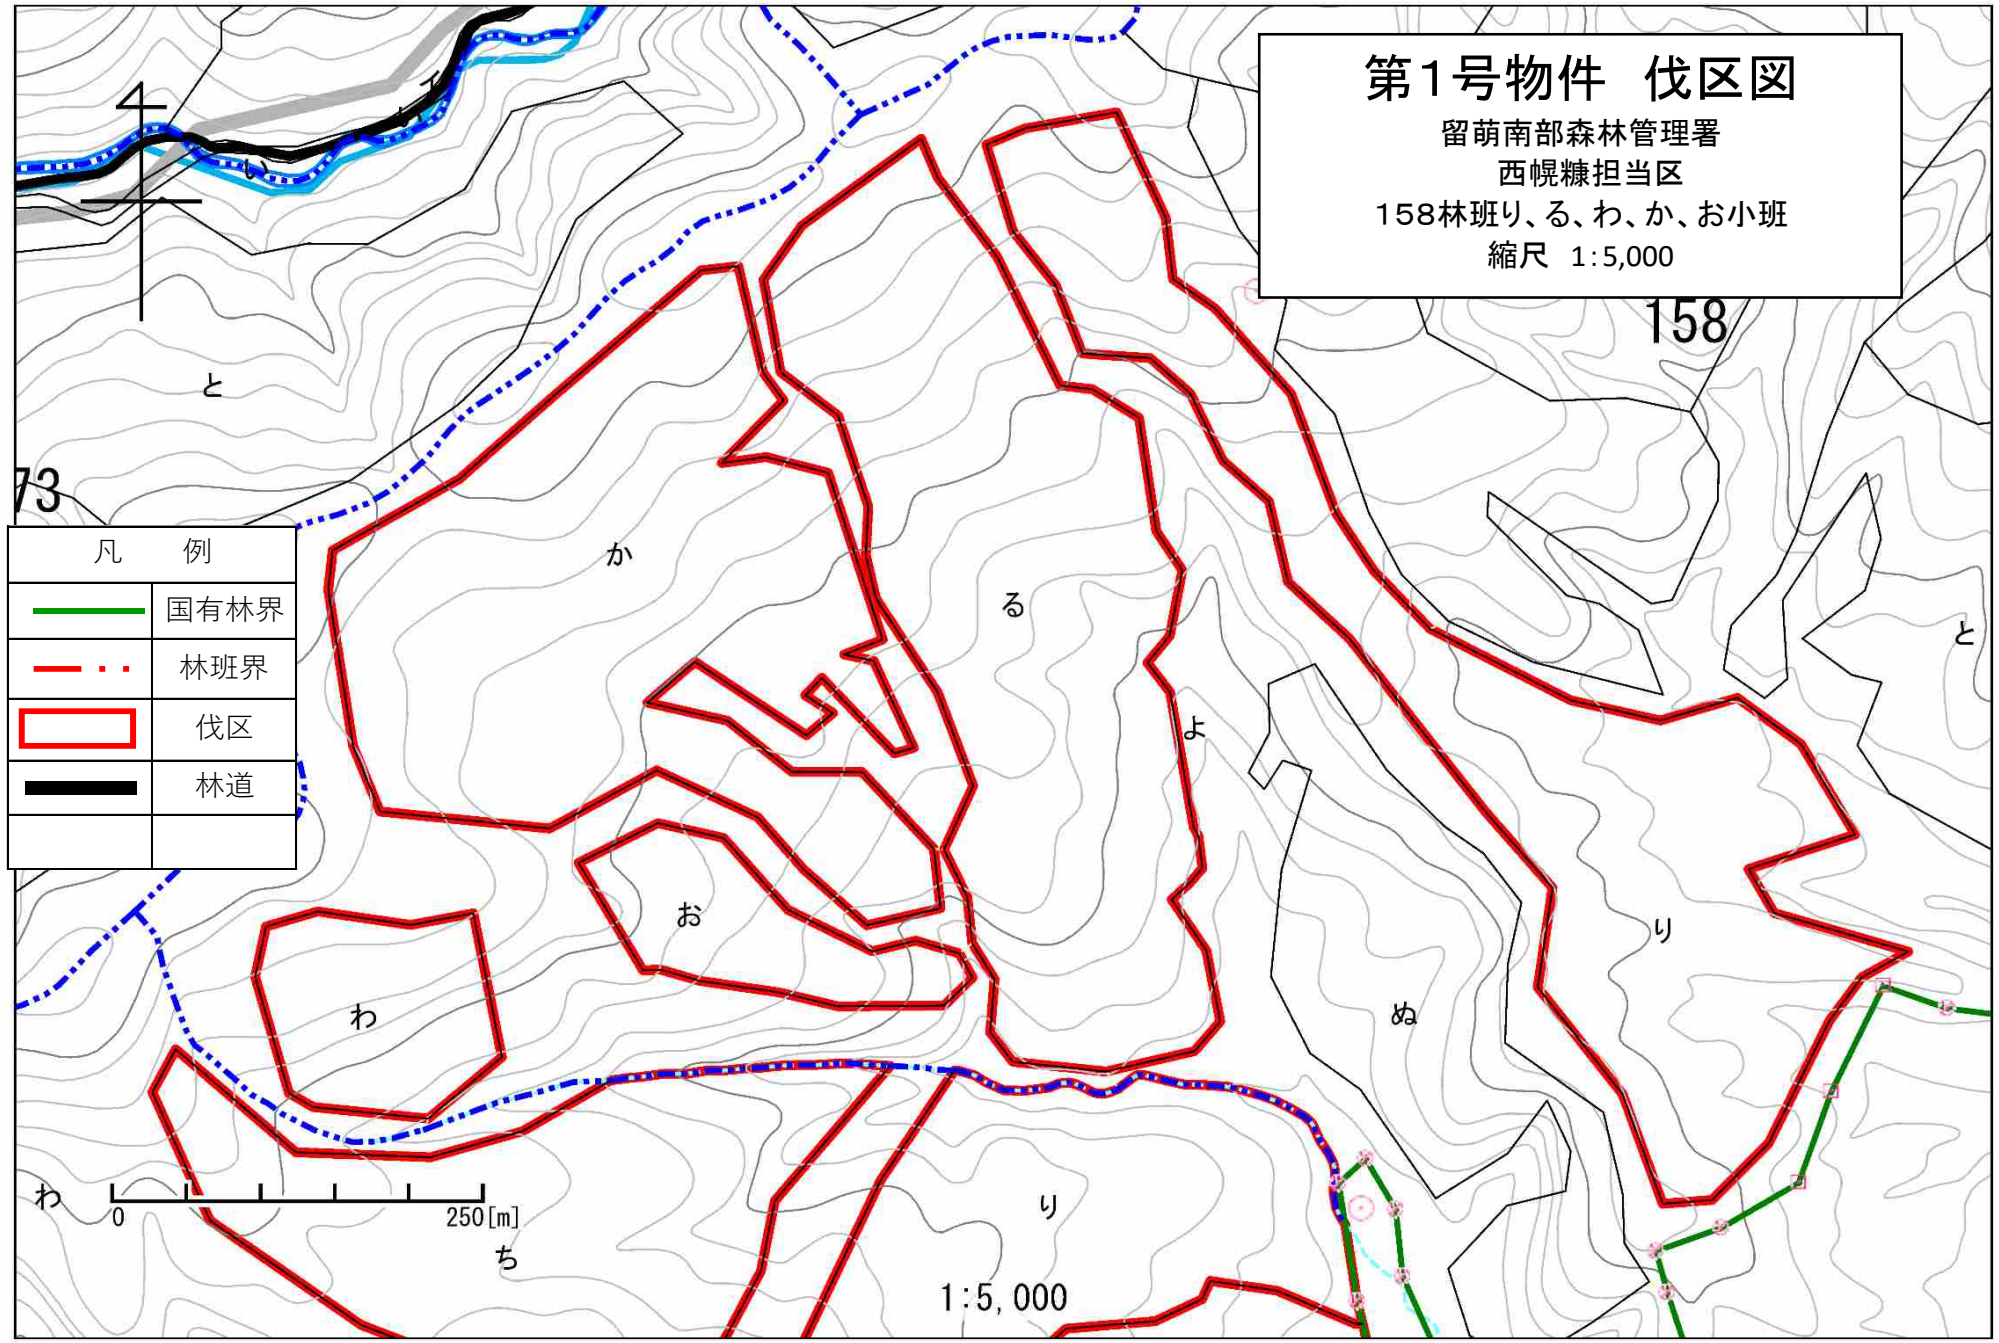 第1号物件 伐区図
留萌南部森林管理署
西幌糠担当区
158林班り、る、わ、か、お小班
縮尺 1:5,000
158
い
と
73
凡 例
国有林界
林班界
伐区
林道
か
る
と
よ
お
り
わ
ぬ
わ
0 250[m]
り
ち
1:5,000